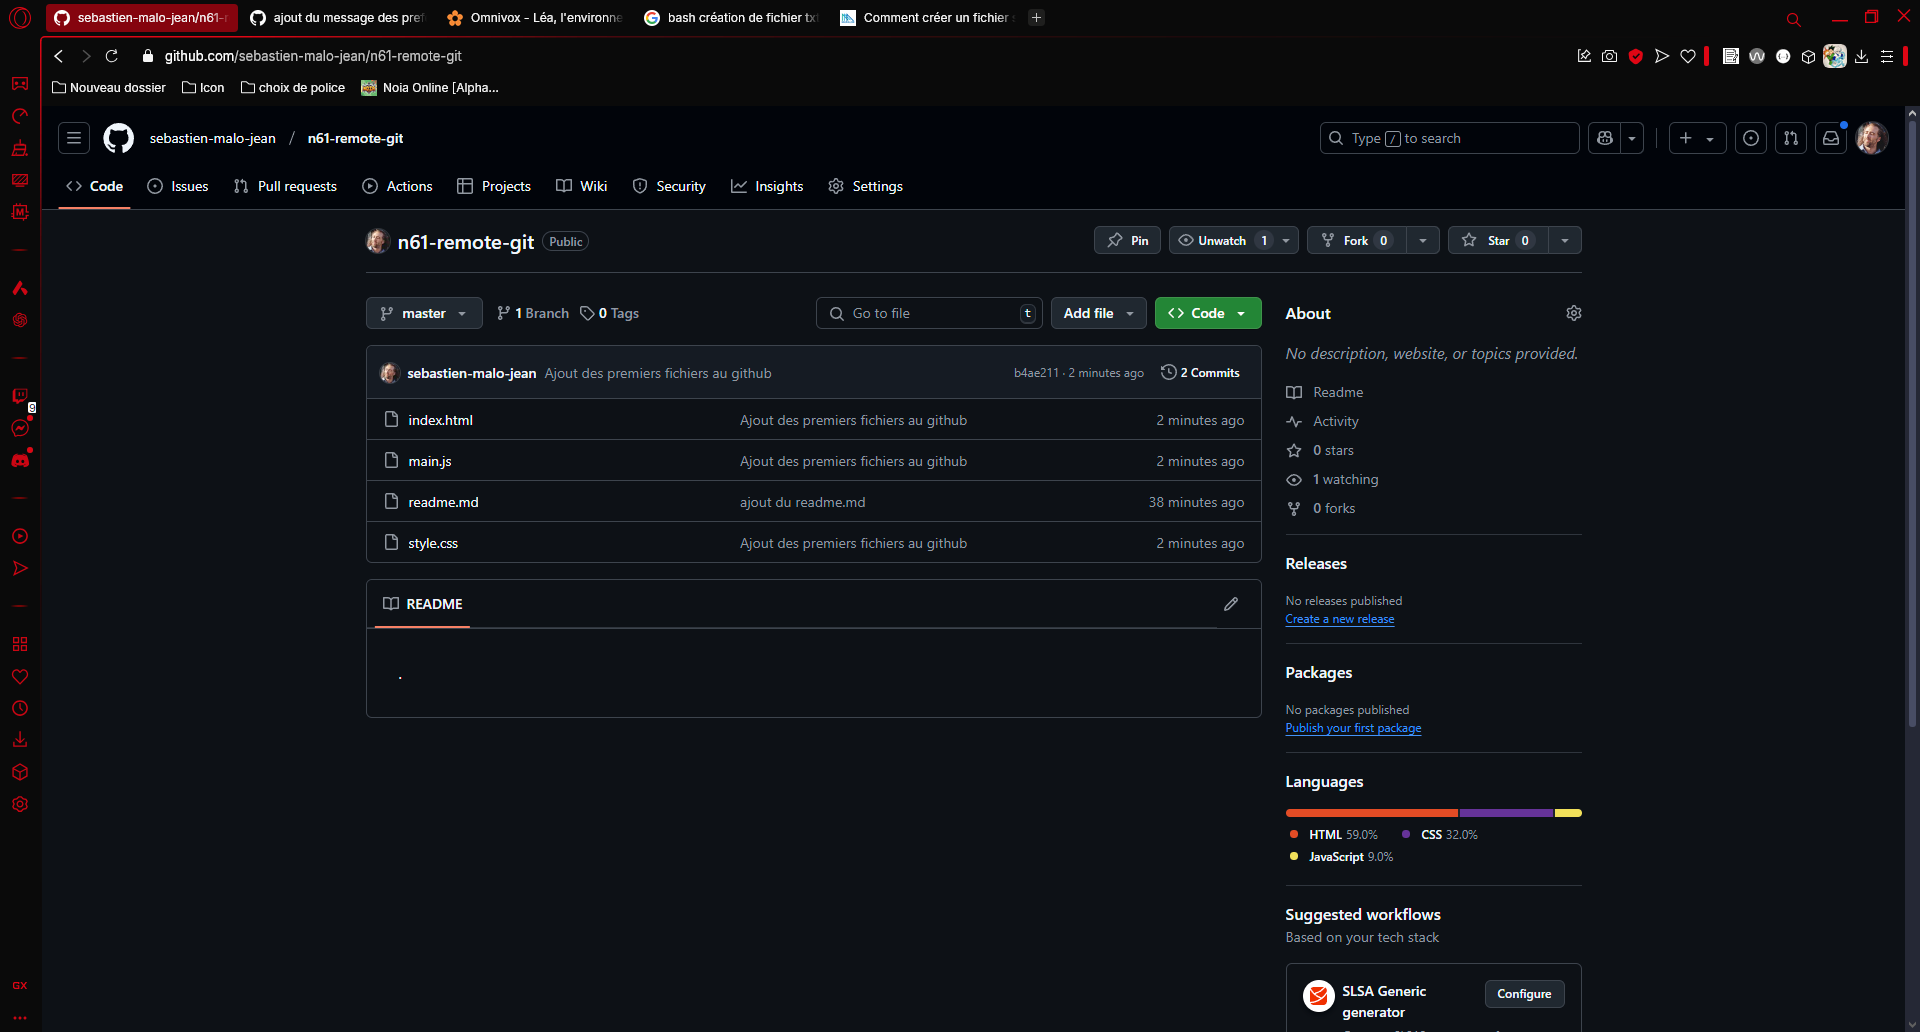 sebastien-malo-jean/n61-r
ajout du message des pref
Omnivox - Léa, l'environne
bash création de fichier txt
Comment créer un fichier
github.com/sebastien-malo-jean/n61-remote-git
Nouveau dossier
Icon
choix de police
Noia Online [Alpha...
sebastien-malo-jean / n61-remote-git
Type / to search
Code
Issues
Pull requests
Actions
Projects
Wiki
Security
Insights
Settings
n61-remote-git
Public
Pin
Unwatch 1
Fork 0
Star 0
master
1 Branch
0 Tags
Go to file
t
Add file
Code
sebastien-malo-jean Ajout des premiers fichiers au github
b4ae211 · 2 minutes ago
2 Commits
index.html Ajout des premiers fichiers au github 2 minutes ago
main.js Ajout des premiers fichiers au github 2 minutes ago
readme.md ajout du readme.md 38 minutes ago
style.css Ajout des premiers fichiers au github 2 minutes ago
README
.
About
No description, website, or topics provided.
Readme
Activity
0 stars
1 watching
0 forks
Releases
No releases published
Create a new release
Packages
No packages published
Publish your first package
Languages
HTML 59.0%
CSS 32.0%
JavaScript 9.0%
Suggested workflows
Based on your tech stack
SLSA Generic
generator
Configure
GX